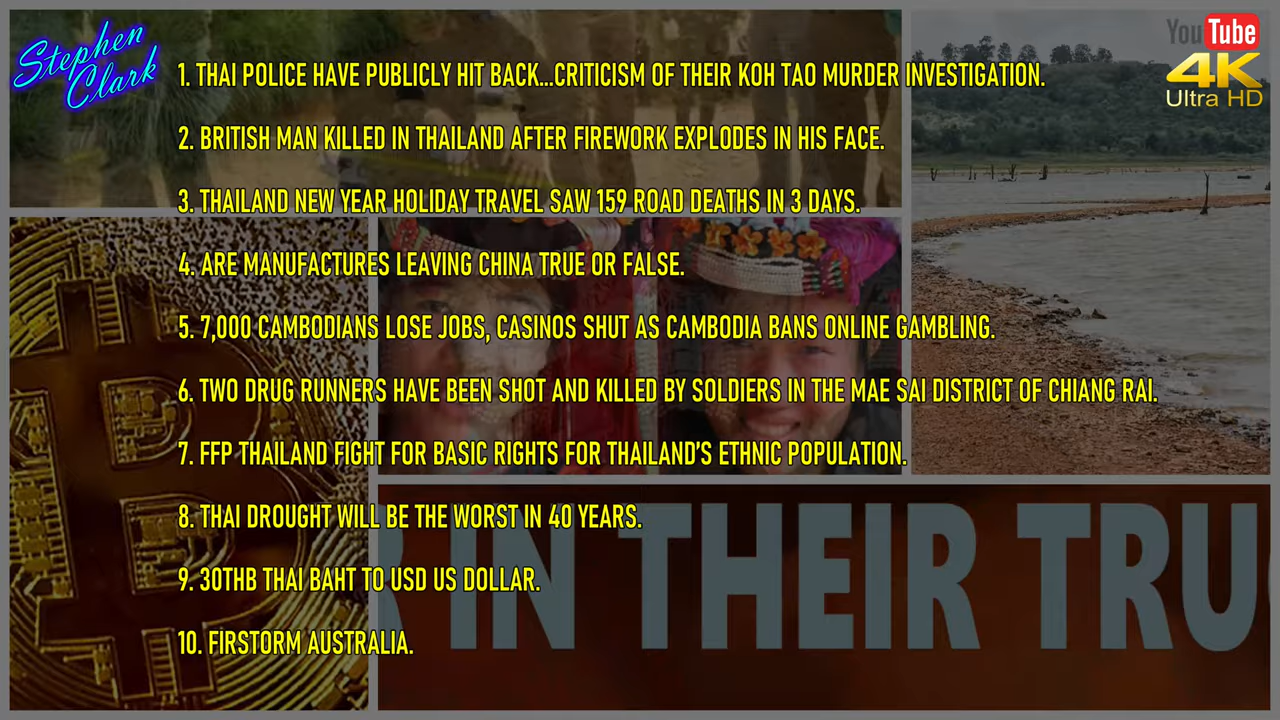 Stephen
Clark
YouTube
4K
Ultra HD
1. THAI POLICE HAVE PUBLICLY HIT BACK...CRITICISM OF THEIR KOH TAO MURDER INVESTIGATION.
2. BRITISH MAN KILLED IN THAILAND AFTER FIREWORK EXPLODES IN HIS FACE.
3. THAILAND NEW YEAR HOLIDAY TRAVEL SAW 159 ROAD DEATHS IN 3 DAYS.
4. ARE MANUFACTURES LEAVING CHINA TRUE OR FALSE.
5. 7,000 CAMBODIANS LOSE JOBS, CASINOS SHUT AS CAMBODIA BANS ONLINE GAMBLING.
6. TWO DRUG RUNNERS HAVE BEEN SHOT AND KILLED BY SOLDIERS IN THE MAE SAI DISTRICT OF CHIANG RAI.
7. FFP THAILAND FIGHT FOR BASIC RIGHTS FOR THAILAND'S ETHNIC POPULATION.
8. THAI DROUGHT WILL BE THE WORST IN 40 YEARS.
9. 30THB THAI BAHT TO USD US DOLLAR.
10. FIRSTORM AUSTRALIA.
R IN THEIR TRU